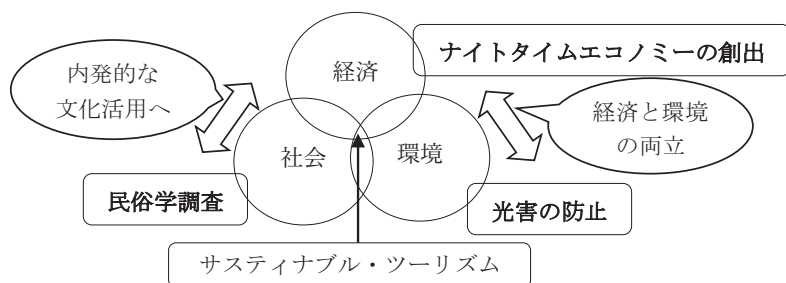 経済
ナイトタイムエコノミーの創出
内発的な
文化活用へ
経済と環境
の両立
社会
環境
民俗学調査
光害の防止
サスティナブル・ツーリズム